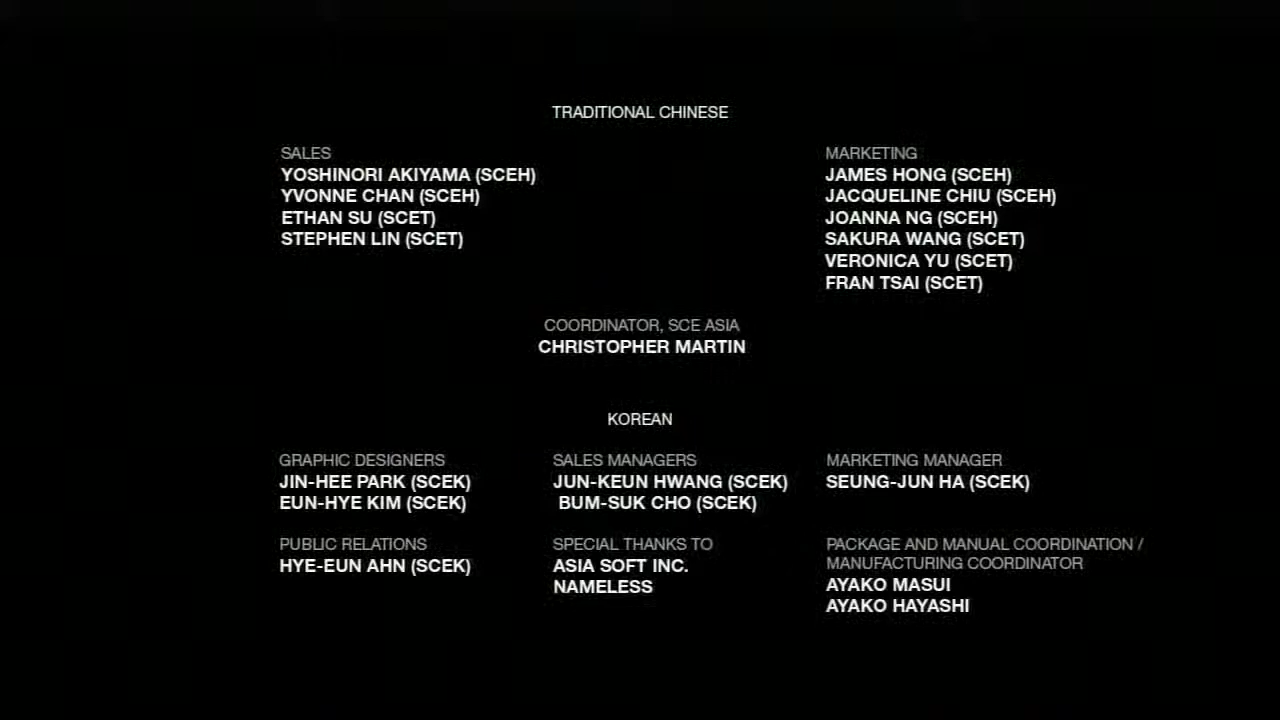 TRADITIONAL CHINESE
SALES
YOSHINORI AKIYAMA (SCEH)
YVONNE CHAN (SCEH)
ETHAN SU (SCET)
STEPHEN LIN (SCET)
MARKETING
JAMES HONG (SCEH)
JACQUELINE CHIU (SCEH)
JOANNA NG (SCEH)
SAKURA WANG (SCET)
VERONICA YU (SCET)
FRAN TSAI (SCET)
COORDINATOR, SCE ASIA
CHRISTOPHER MARTIN
KOREAN
GRAPHIC DESIGNERS
JIN-HEE PARK (SCEK)
EUN-HYE KIM (SCEK)
SALES MANAGERS
JUN-KEUN HWANG (SCEK)
BUM-SUK CHO (SCEK)
MARKETING MANAGER
SEUNG-JUN HA (SCEK)
PUBLIC RELATIONS
HYE-EUN AHN (SCEK)
SPECIAL THANKS TO
ASIA SOFT INC.
NAMELESS
PACKAGE AND MANUAL COORDINATION /
MANUFACTURING COORDINATOR
AYAKO MASUI
AYAKO HAYASHI